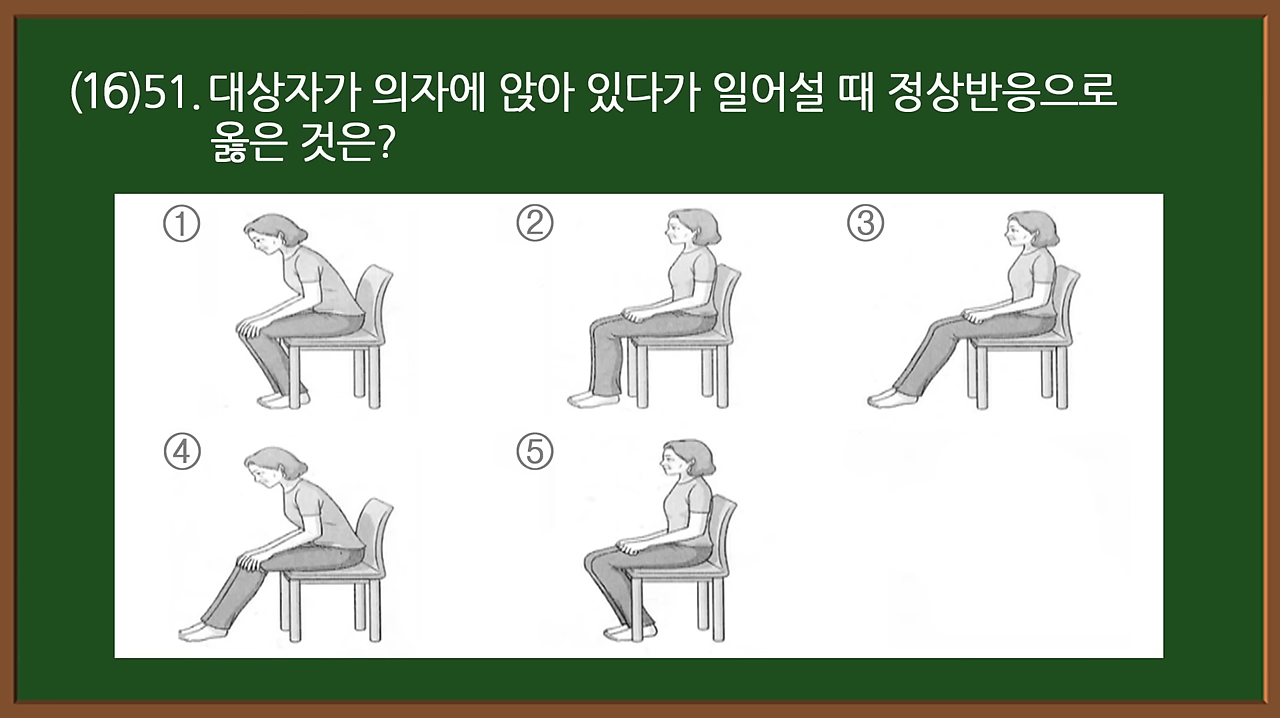 (16)51. 대상자가 의자에 앉아 있다가 일어설 때 정상반응으로
옳은 것은?
① ② ③
④ ⑤